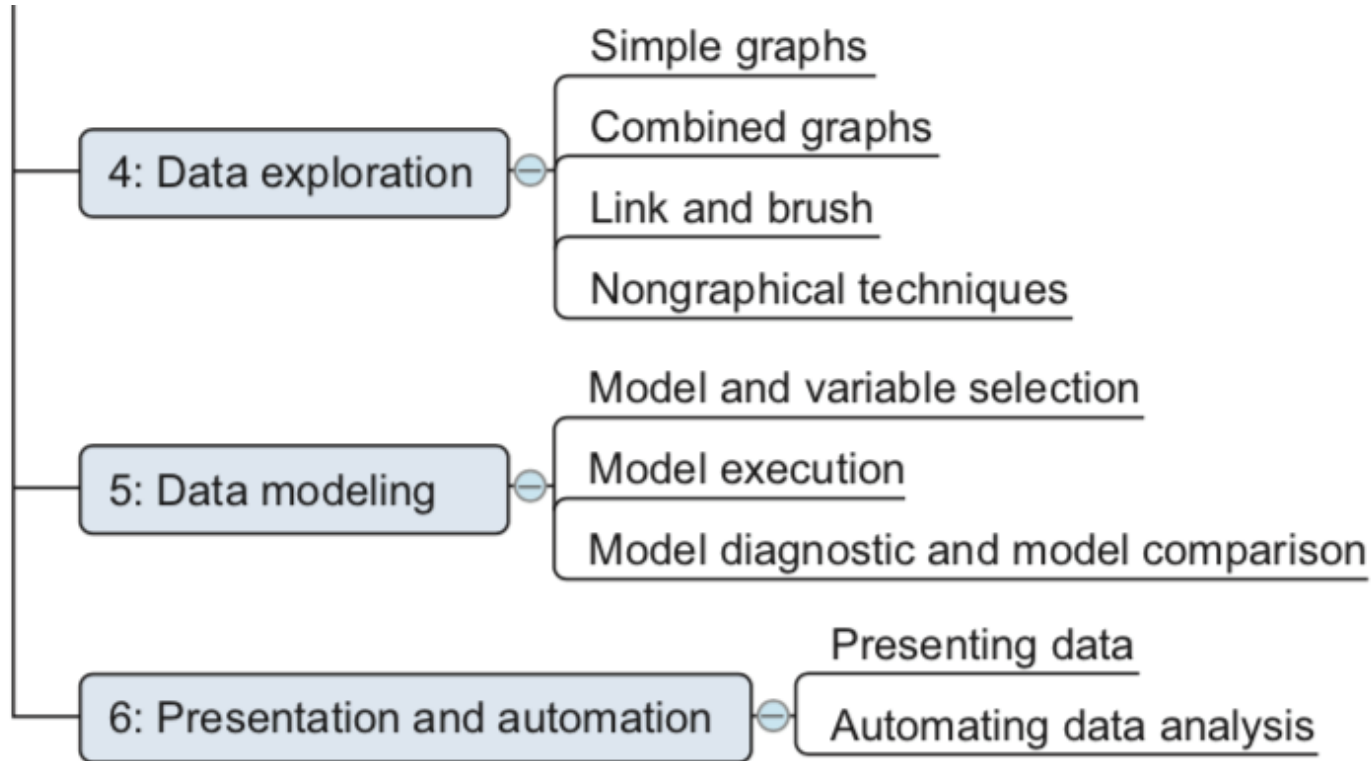 Simple graphs
Combined graphs
4: Data exploration
Link and brush
Nongraphical techniques
Model and variable selection
5: Data modeling
Model execution
Model diagnostic and model comparison
Presenting data
6: Presentation and automation
Automating data analysis